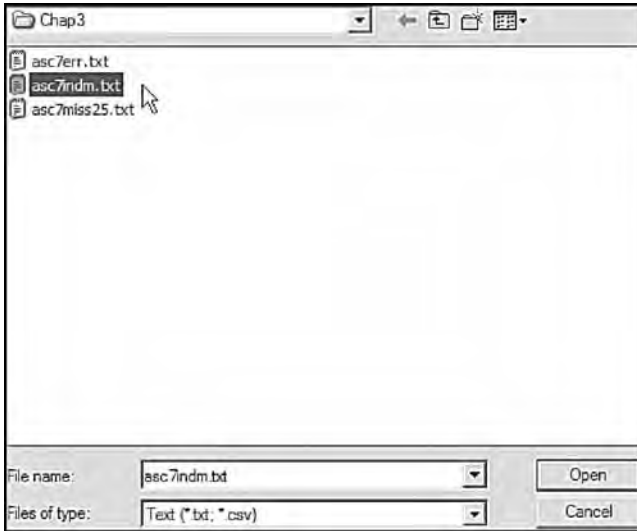 Chap3
asc7err.txt
asc7indm.txt
asc7miss25.txt
File name: asc7indm.txt Open
Files of type: Text (*.txt; *.csv) Cancel